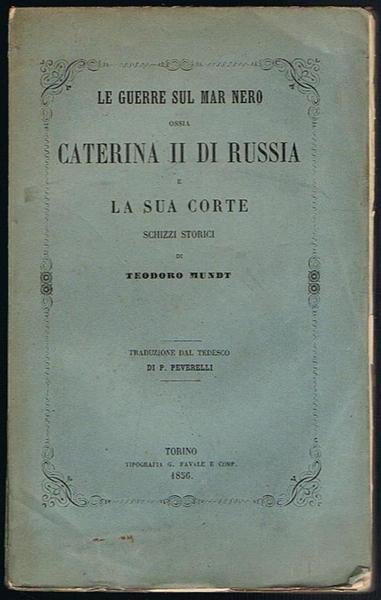 LE GUERRE SUL MAR NERO
OSSIA
CATERINA II DI RUSSIA
E
LA SUA CORTE
SCHIZZI STORICI
DI
TEODORO MUNDT
TRADUZIONE DAL TEDESCO
DI P. PEVERELLI
TORINO
TIPOGRAFIA G. FAVALE E COMP.
1856.